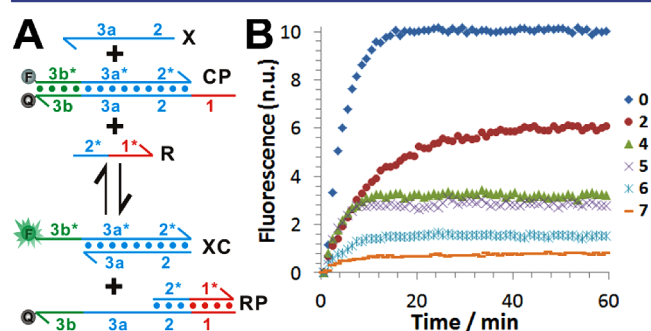 A
3a 2 X
+
F 3b* 3a* 2* CP
Q 3b 3a 2 1
+
2* 1* R
F 3b* 3a* 2* XC
3a 2
+
2* 1* RP
Q 3b 3a 2 1
B
Fluorescence (n.u.)
10
8
6
4
2
0
0 20 40 60
Time / min
0
2
4
5
6
7